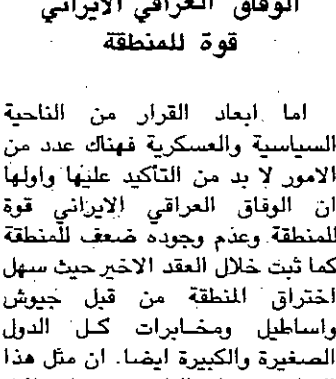 الوفاق العراقي الايراني
قوة للمنطقة
اما ابعاد القرار من الناحية
السياسية والعسكرية فهناك عدد من
الامور لا بد من التأكيد عليها واولها
ان الوفاق العراقي الايراني قوة
للمنطقة وعدم وجوده ضعف للمنطقة
كما ثبت خلال العقد الاخير حيث سهل
اختراق المنطقة من قبل جيوش
واساطيل ومخابرات كل الدول
الصغيرة والكبيرة ايضا. ان مثل هذا